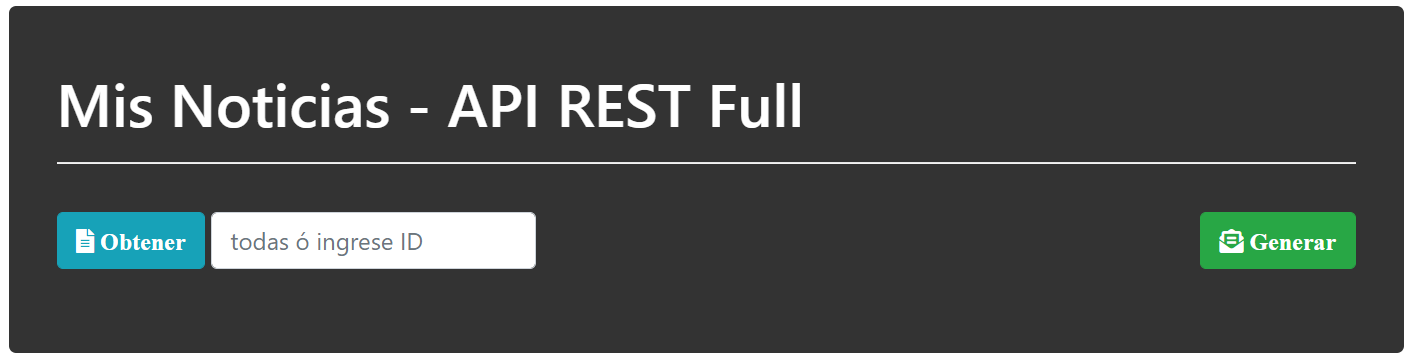 Mis Noticias - API REST Full
Obtener todas ó ingrese ID Generar